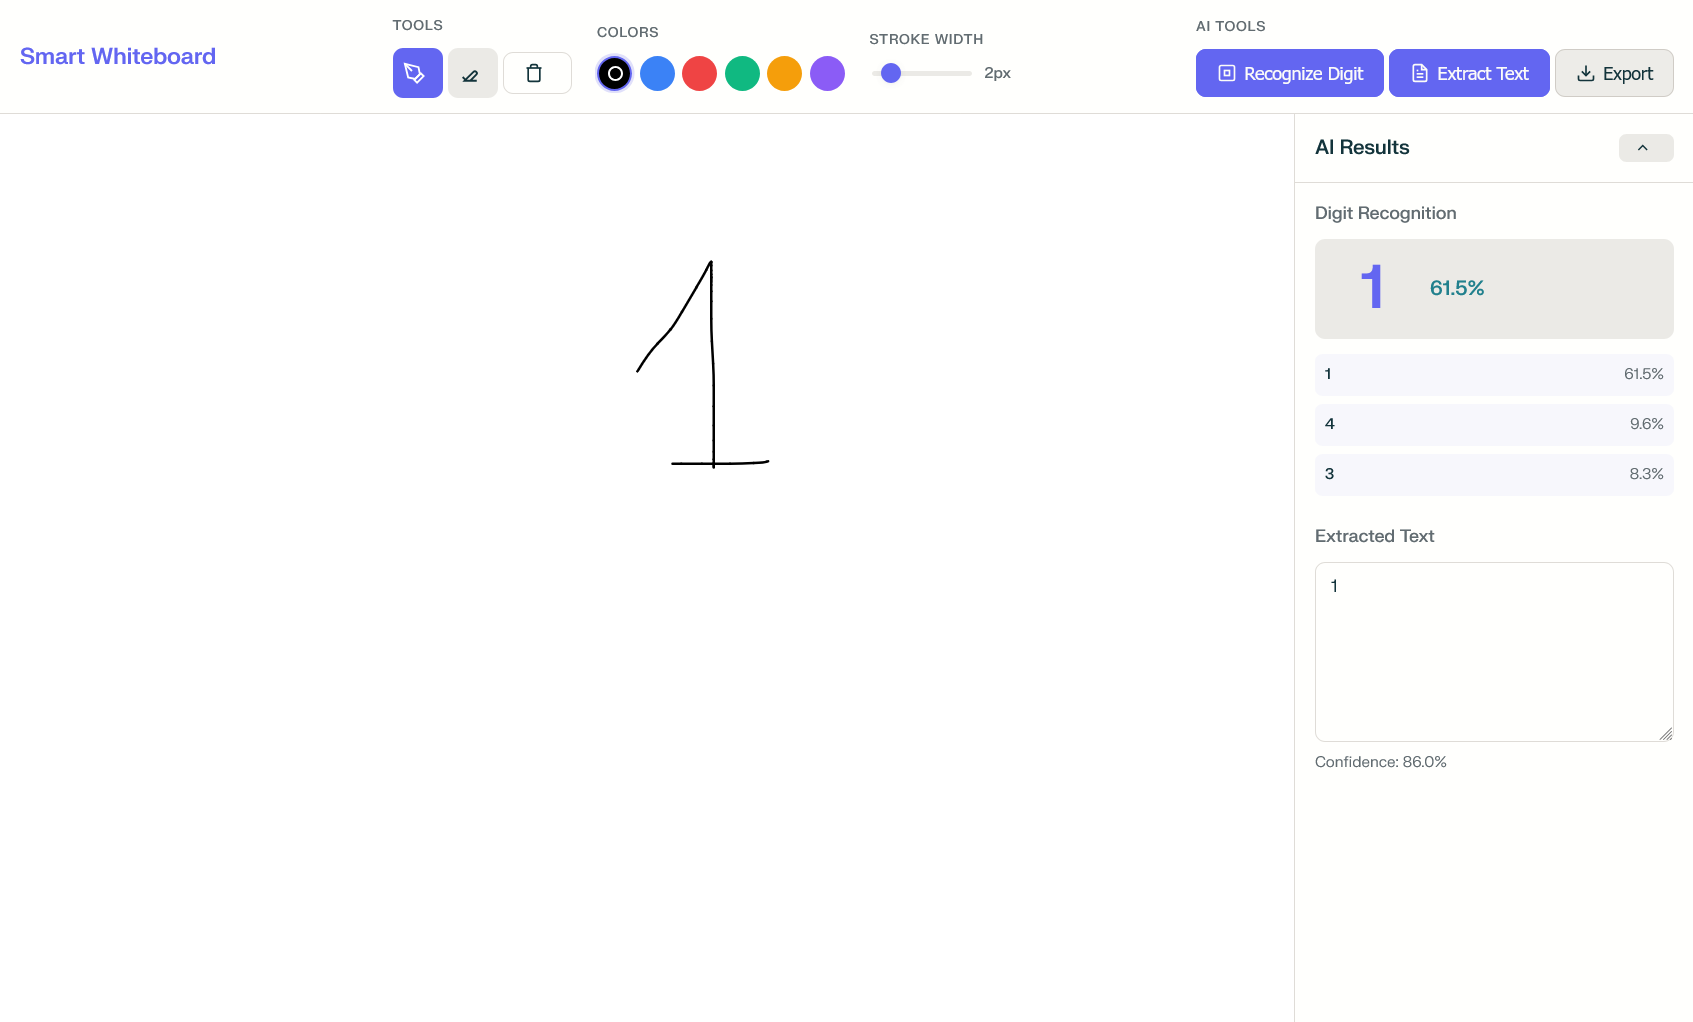 TOOLS
COLORS
STROKE WIDTH
AI TOOLS
Smart Whiteboard
2px
Recognize Digit
Extract Text
Export
AI Results
Digit Recognition
1 61.5%
1 61.5%
4 9.6%
3 8.3%
Extracted Text
1
Confidence: 86.0%
1